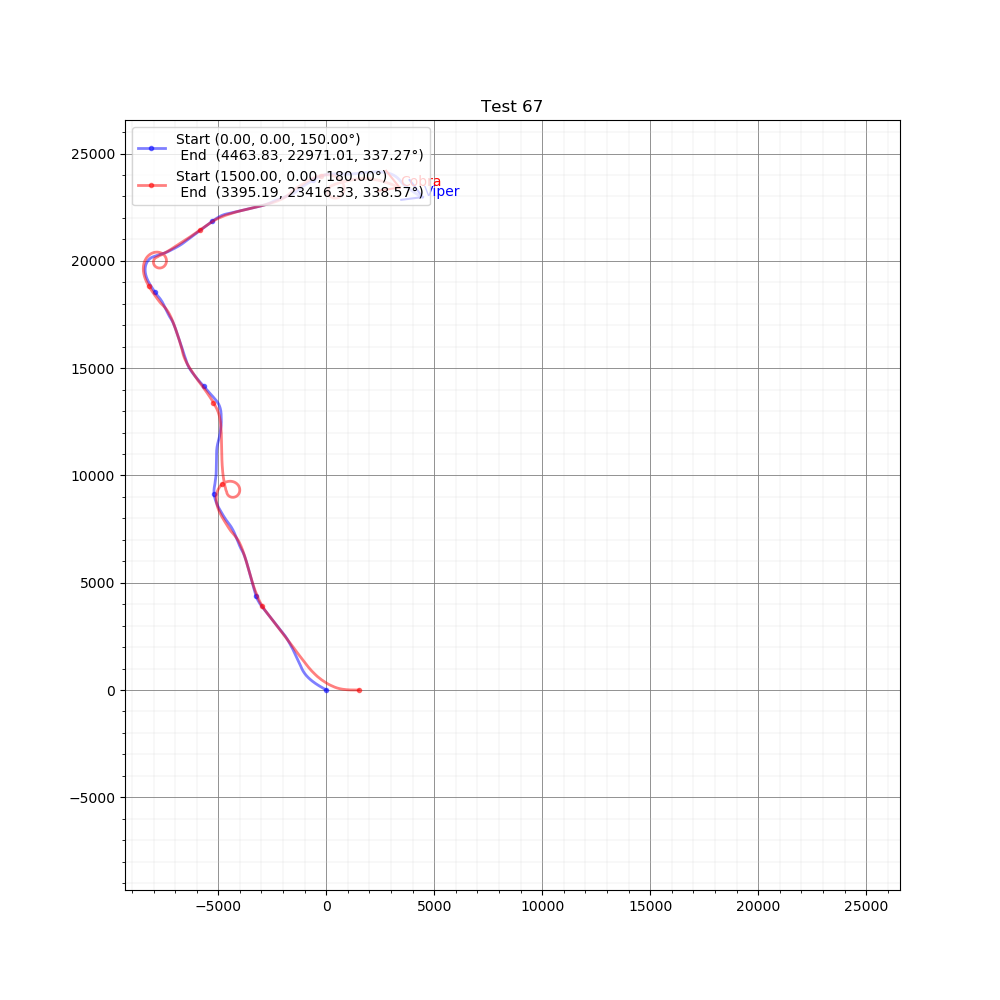 Test 67
Start (0.00, 0.00, 150.00°)
End (4463.83, 22971.01, 337.27°)
Start (1500.00, 0.00, 180.00°)
End (3395.19, 23416.33, 338.57°)
Cobra
Viper
25000
20000
15000
10000
5000
0
−5000
−5000
0
5000
10000
15000
20000
25000